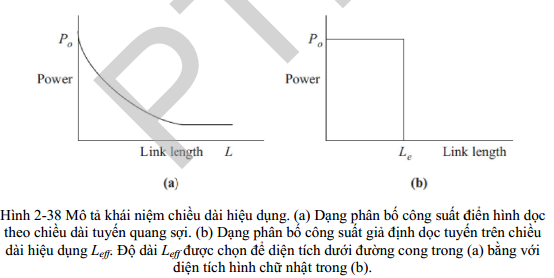 PT
P₀
Power
Link length L
(a)
P₀
Power
Lₑ Link length
(b)
Hình 2-38 Mô tả khái niệm chiều dài hiệu dụng. (a) Dạng phân bố công suất điển hình dọc
theo chiều dài tuyến quang sợi. (b) Dạng phân bố công suất giả định dọc tuyến trên chiều
dài hiệu dụng Leff. Độ dài Leff được chọn để diện tích dưới đường cong trong (a) bằng với
diện tích hình chữ nhật trong (b).